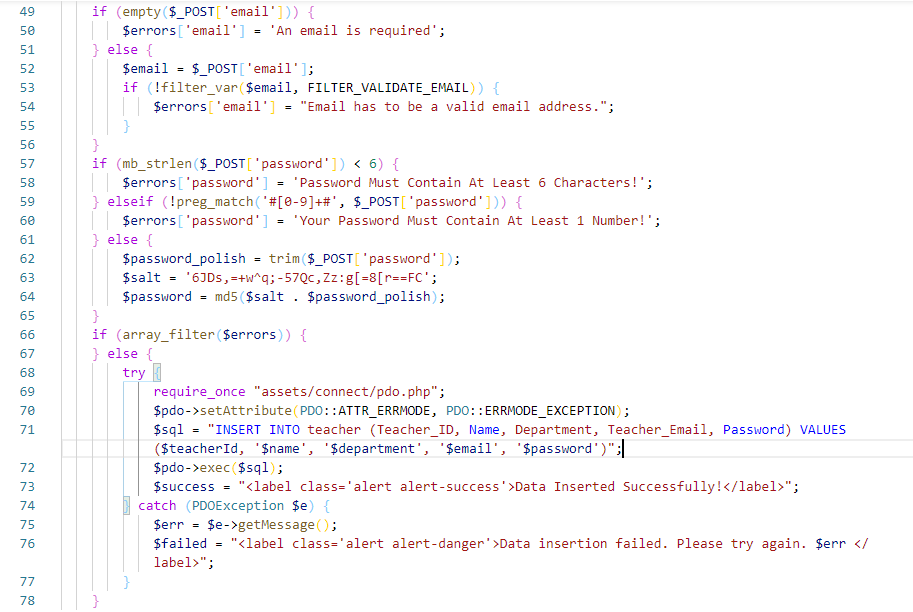 49 if (empty($_POST['email'])) {
50 $errors['email'] = 'An email is required';
51 } else {
52 $email = $_POST['email'];
53 if (!filter_var($email, FILTER_VALIDATE_EMAIL)) {
54 $errors['email'] = "Email has to be a valid email address.";
55 }
56 }
57 if (mb_strlen($_POST['password']) < 6) {
58 $errors['password'] = 'Password Must Contain At Least 6 Characters!';
59 } elseif (!preg_match('#[0-9]+#', $_POST['password'])) {
60 $errors['password'] = 'Your Password Must Contain At Least 1 Number!';
61 } else {
62 $password_polish = trim($_POST['password']);
63 $salt = '6JDs,=+w^q;-57Qc,Zz:g[=8[r==FC';
64 $password = md5($salt . $password_polish);
65 }
66 if (array_filter($errors)) {
67 } else {
68 try {
69 require_once "assets/connect/pdo.php";
70 $pdo->setAttribute(PDO::ATTR_ERRMODE, PDO::ERRMODE_EXCEPTION);
71 $sql = "INSERT INTO teacher (Teacher_ID, Name, Department, Teacher_Email, Password) VALUES
($teacherId, '$name', '$department', '$email', '$password')";
72 $pdo->exec($sql);
73 $success = "<label class='alert alert-success'>Data Inserted Successfully!</label>";
74 } catch (PDOException $e) {
75 $err = $e->getMessage();
76 $failed = "<label class='alert alert-danger'>Data insertion failed. Please try again. $err </
label>";
77 }
78 }